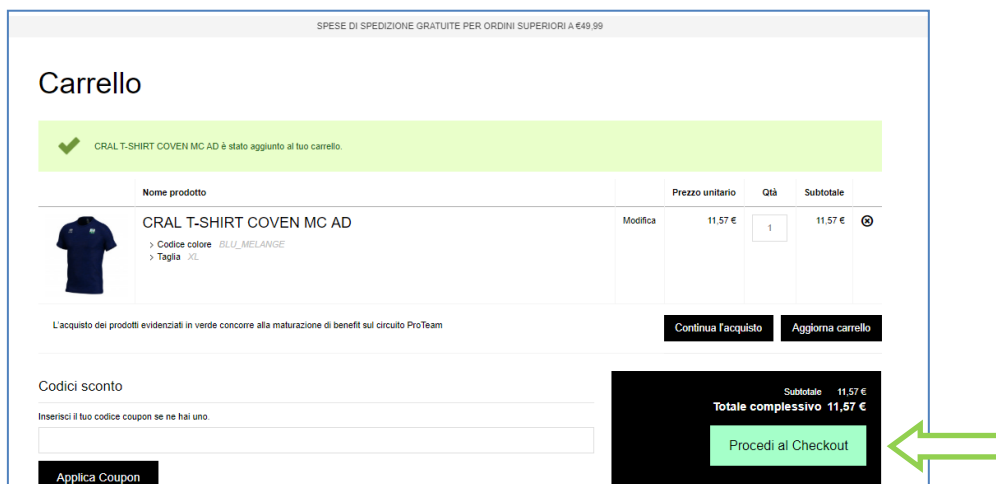 SPESE DI SPEDIZIONE GRATUITE PER ORDINI SUPERIORI A €49,99
Carrello
CRAL T-SHIRT COVEN MC AD è stato aggiunto al tuo carrello.
Nome prodotto Prezzo unitario Qtà Subtotale
CRAL T-SHIRT COVEN MC AD Modifica 11,57 € 1 11,57 €
> Codice colore BLU_MELANGE
> Taglia XL
L'acquisto dei prodotti evidenziati in verde concorre alla maturazione di benefit sul circuito ProTeam
Continua l'acquisto Aggiorna carrello
Codici sconto
Inserisci il tuo codice coupon se ne hai uno.
Applica Coupon
Subtotale 11,57 €
Totale complessivo 11,57 €
Procedi al Checkout